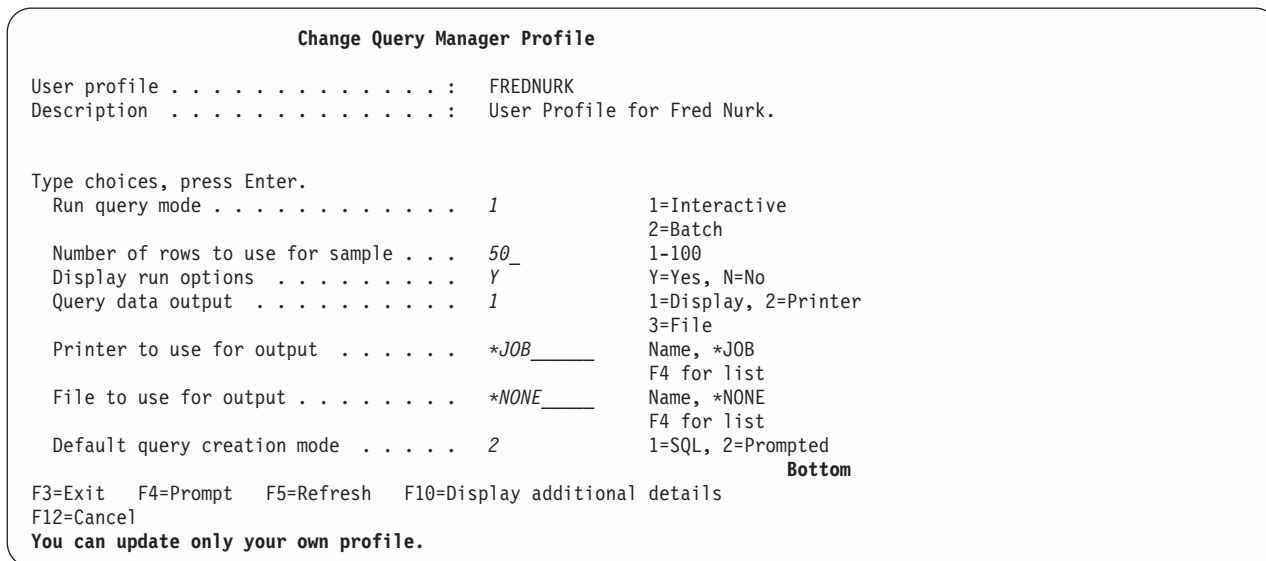 Change Query Manager Profile
User profile . . . . . . . . . . . . . : FREDNURK
Description . . . . . . . . . . . . . : User Profile for Fred Nurk.
Type choices, press Enter.
Run query mode . . . . . . . . . . . . 1 1=Interactive
2=Batch
Number of rows to use for sample . . . 50_ 1-100
Display run options . . . . . . . . . Y Y=Yes, N=No
Query data output . . . . . . . . . . 1 1=Display, 2=Printer
3=File
Printer to use for output . . . . . . *JOB______ Name, *JOB
F4 for list
File to use for output . . . . . . . . *NONE_____ Name, *NONE
F4 for list
Default query creation mode . . . . . 2 1=SQL, 2=Prompted
Bottom
F3=Exit F4=Prompt F5=Refresh F10=Display additional details
F12=Cancel
You can update only your own profile.